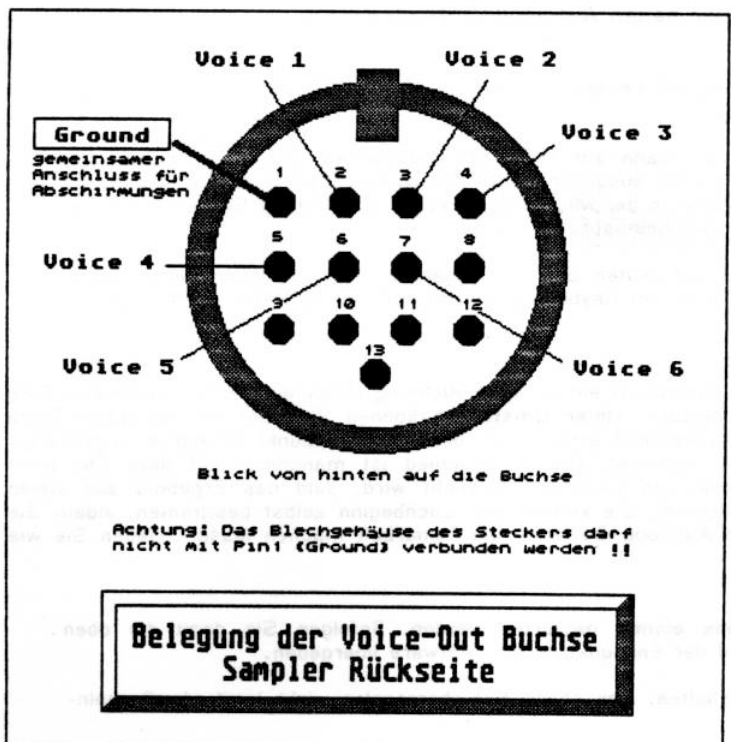 Voice 1 Voice 2
Ground Voice 3
gemeinsamer
Anschluss für
Abschirmungen
1 2 3 4
5 6 7 8
Voice 4
9 10 11 12
Voice 5 13 Voice 6
Blick von hinten auf die Buchse
Achtung: Das Blechgehäuse des Steckers darf
nicht mit Pin1 (Ground) verbunden werden !!
Belegung der Voice-Out Buchse
Sampler Rückseite